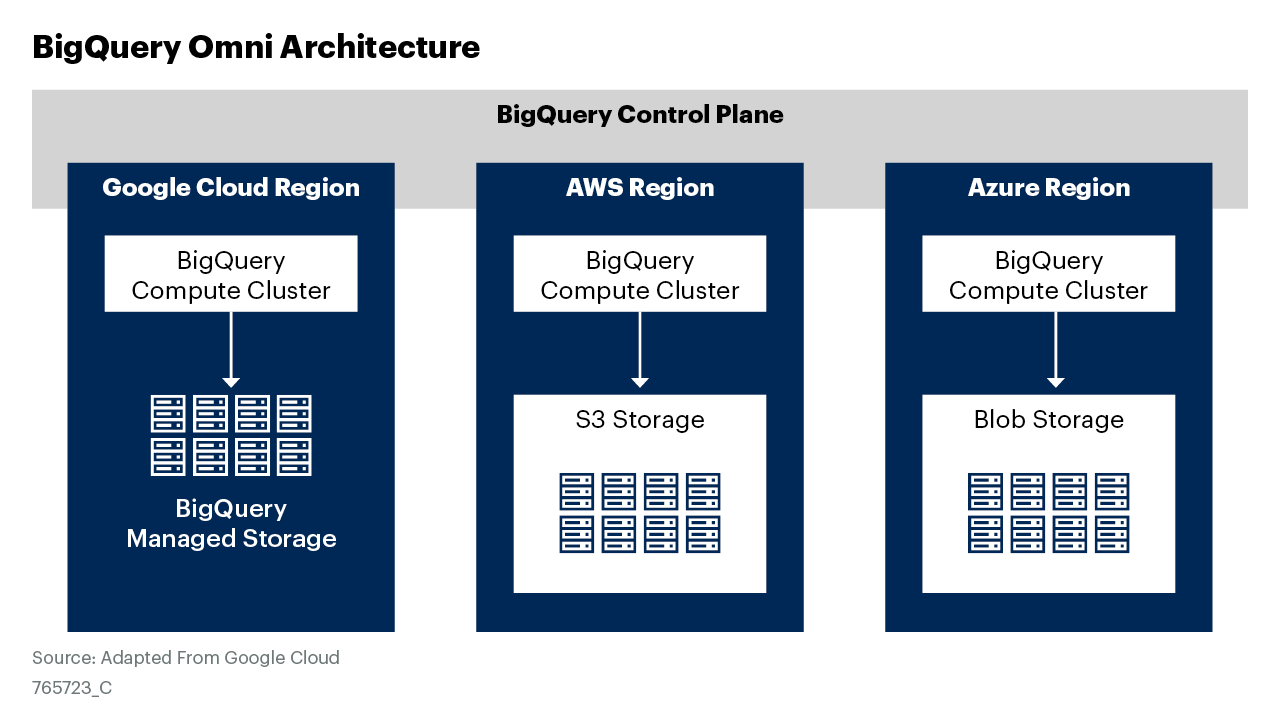 BigQuery Omni Architecture
BigQuery Control Plane
Google Cloud Region
BigQuery
Compute Cluster
BigQuery
Managed Storage
AWS Region
BigQuery
Compute Cluster
S3 Storage
Azure Region
BigQuery
Compute Cluster
Blob Storage
Source: Adapted From Google Cloud
765723_C